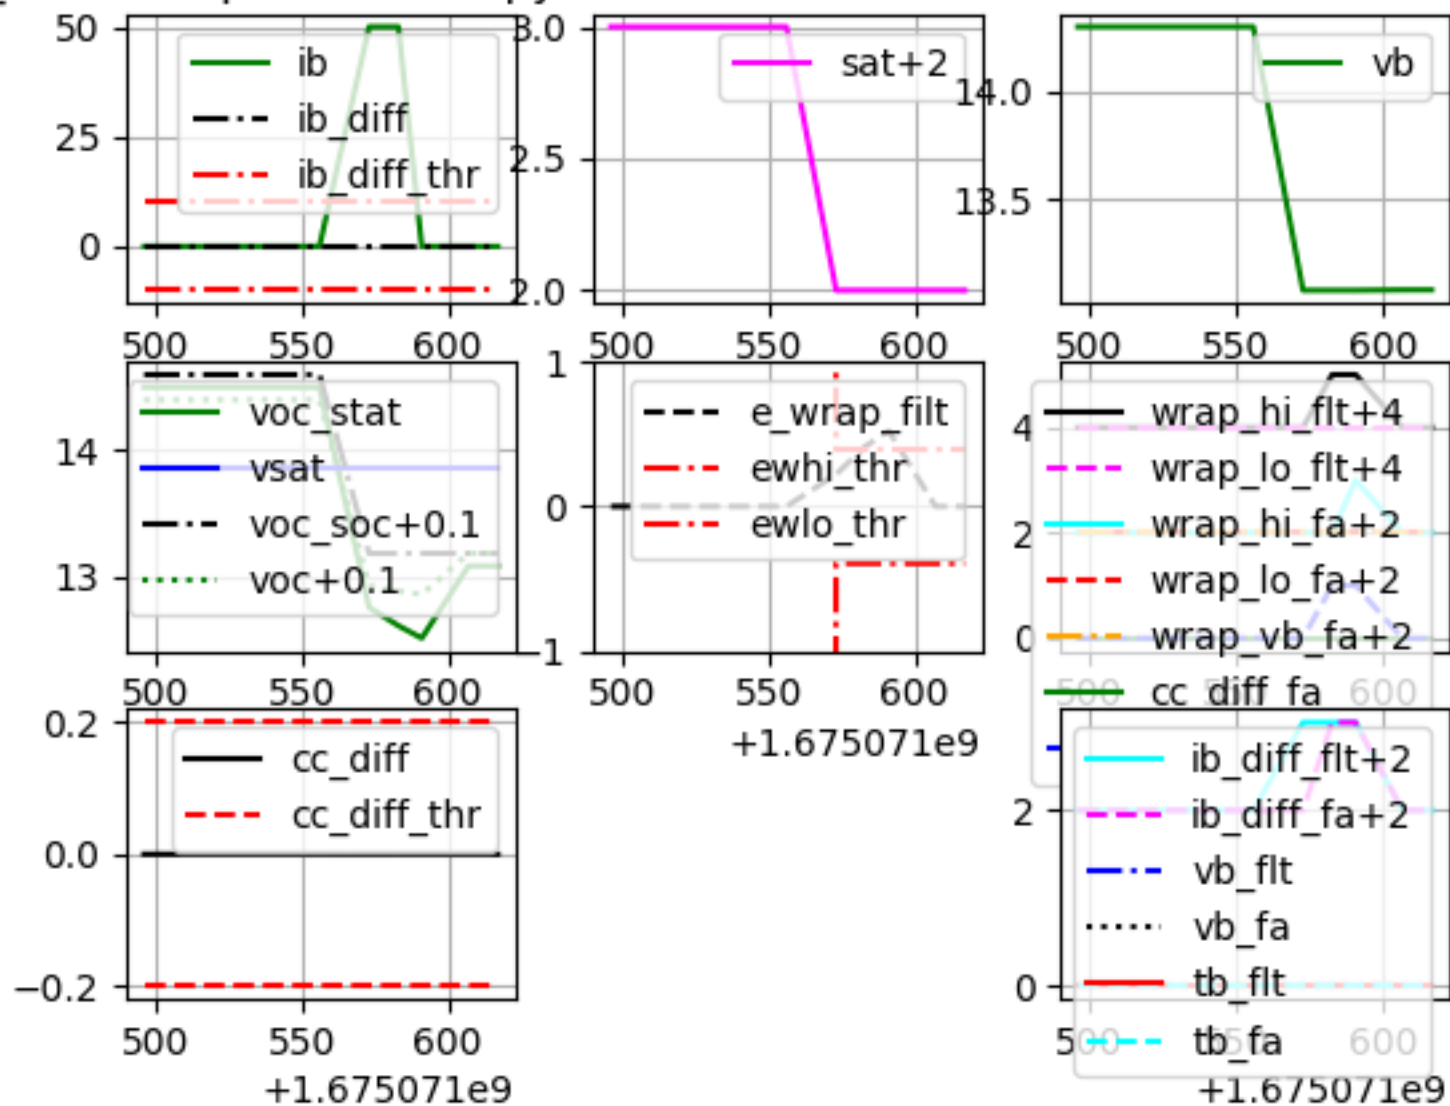 50
25
0
ib
ib_diff
ib_diff_thr
500 550 600
3.0
2.5
2.0
sat+2
500 550 600
14.0
13.5
vb
500 550 600
14
13
voc_stat
vsat
voc_soc+0.1
voc+0.1
500 550 600
1
0
−1
e_wrap_filt
ewhi_thr
ewlo_thr
500 550 600
+1.675071e9
4
2
0
wrap_hi_flt+4
wrap_lo_flt+4
wrap_hi_fa+2
wrap_lo_fa+2
wrap_vb_fa+2
cc_diff_fa
500 600
0.2
0.0
−0.2
cc_diff
cc_diff_thr
500 550 600
+1.675071e9
2
0
ib_diff_flt+2
ib_diff_fa+2
vb_flt
vb_fa
tb_flt
tb_fa
500 550 600
+1.675071e9